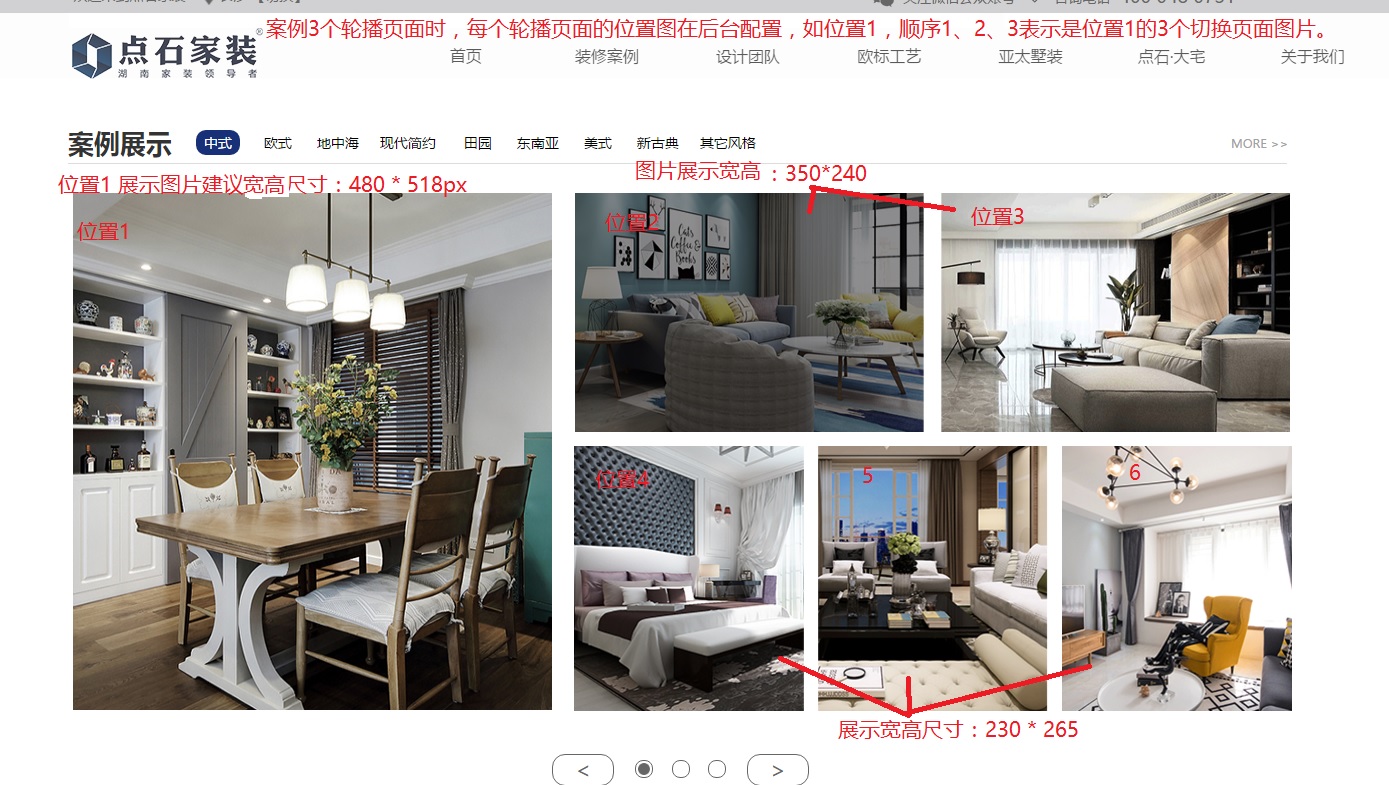 案例3个轮播页面时，每个轮播页面的位置图在后台配置，如位置1，顺序1、2、3表示是位置1的3个切换页面图片。
点石家装®
湖南家装领导者
首页 装修案例 设计团队 欧标工艺 亚太墅装 点石·大宅 关于我们
案例展示 中式 欧式 地中海 现代简约 田园 东南亚 美式 新古典 其它风格 MORE >>
图片展示宽高 ：350*240
位置1 展示图片建议宽高尺寸：480 * 518px
位置1
位置2
位置3
Cats
Coffee &
Books
位置4
5
6
展示宽高尺寸：230 * 265
< >